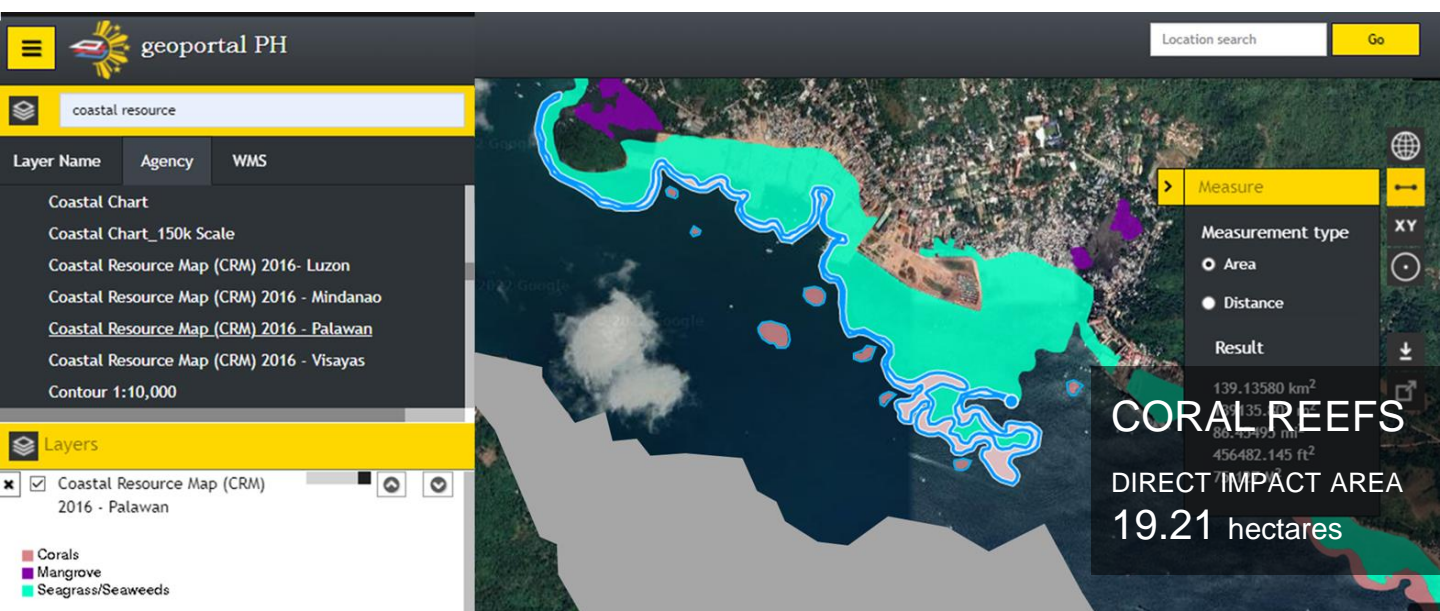 geoportal PH
Location search
Go
coastal resource
Layer Name
Agency
WMS
Coastal Chart
Coastal Chart_150k Scale
Coastal Resource Map (CRM) 2016- Luzon
Coastal Resource Map (CRM) 2016 - Mindanao
Coastal Resource Map (CRM) 2016 - Palawan
Coastal Resource Map (CRM) 2016 - Visayas
Contour 1:10,000
Layers
Coastal Resource Map (CRM)
2016 - Palawan
Corals
Mangrove
Seagrass/Seaweeds
Measure
XY
Measurement type
Area
Distance
Result
139.13580 km²
456482.145 ft²
CORAL REEFS
DIRECT IMPACT AREA
19.21 hectares